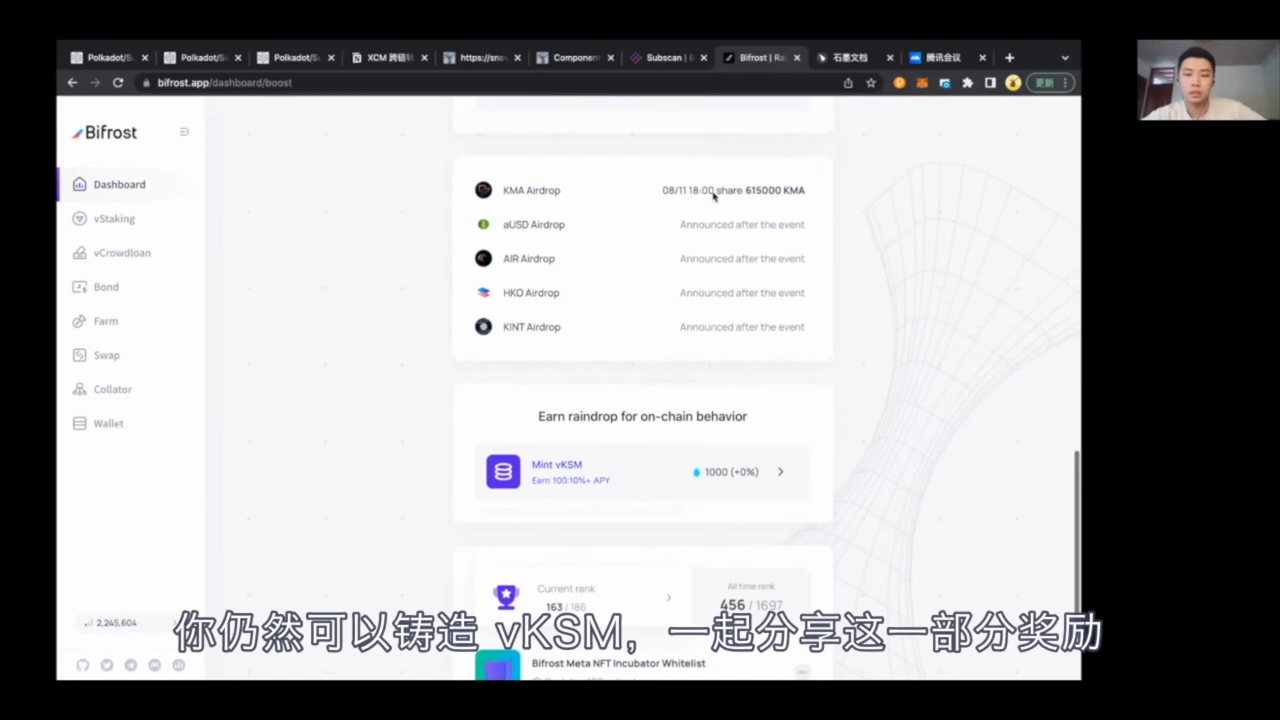 Polkadot/S
Polkadot/S
Polkadot/S
XCM 跨链转
https://sno
Component
Subscan |
Bifrost | Ra
石墨文档
腾讯会议
bifrost.app/dashboard/boost
更新
Bifrost
Dashboard
vStaking
vCrowdloan
Bond
Farm
Swap
Collator
Wallet
2,245,604
KMA Airdrop 08/11 18:00 share 615000 KMA
aUSD Airdrop Announced after the event
AIR Airdrop Announced after the event
HKO Airdrop Announced after the event
KINT Airdrop Announced after the event
Earn raindrop for on-chain behavior
Mint vKSM
Earn 100.10%+ APY
1000 (+0%)
Current rank
163 / 186
All time rank
456 / 1697
Bifrost Meta NFT Incubator Whitelist
你仍然可以铸造 vKSM，一起分享这一部分奖励